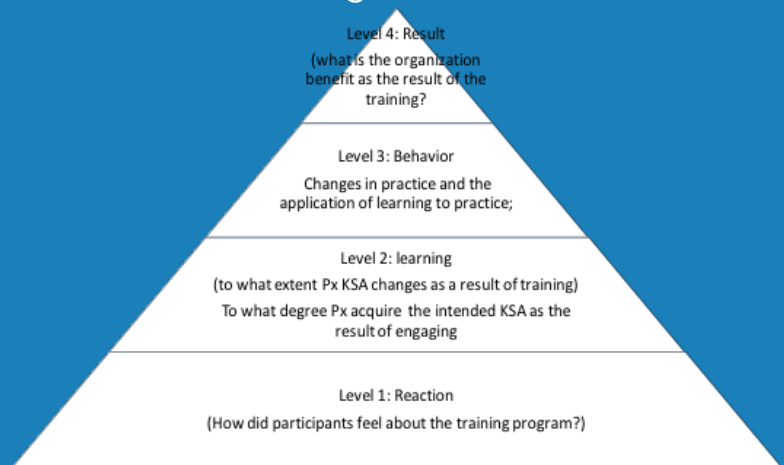 Level 4: Result
(what is the organization
benefit as the result of the
training?
Level 3: Behavior
Changes in practice and the
application of learning to practice;
Level 2: learning
(to what extent Px KSA changes as a result of training)
To what degree Px acquire the intended KSA as the
result of engaging
Level 1: Reaction
(How did participants feel about the training program?)